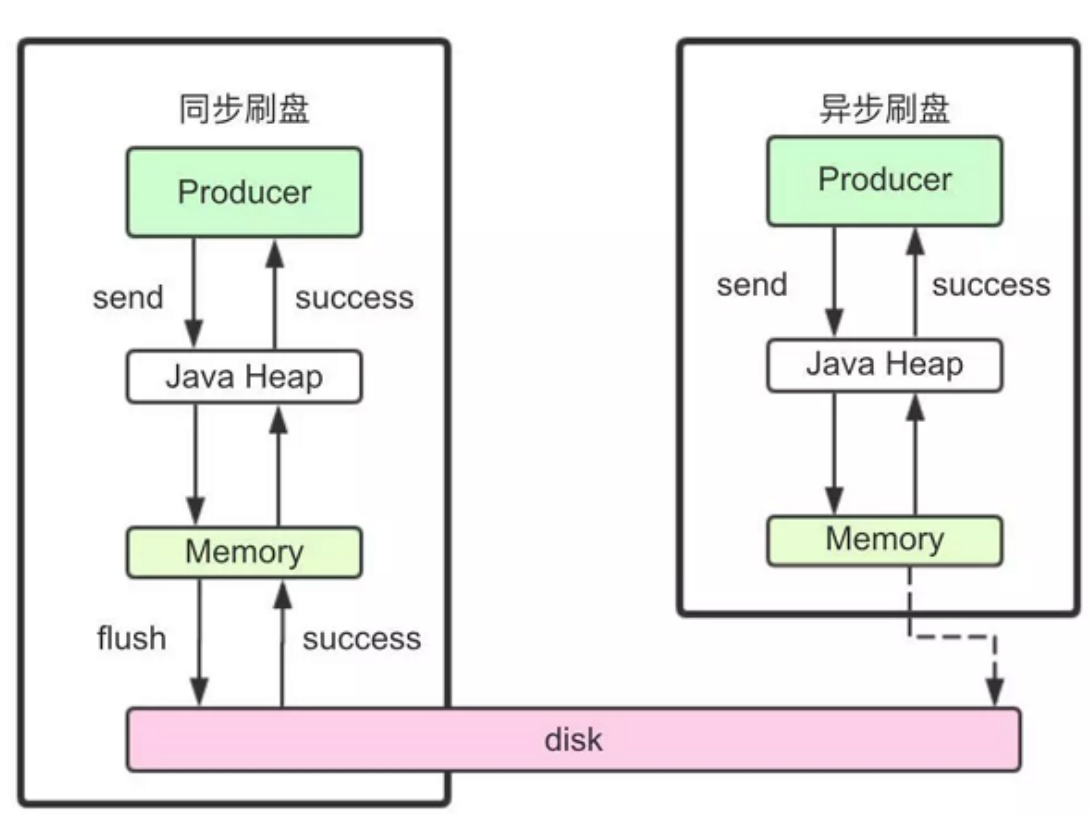 同步刷盘
Producer
send
success
Java Heap
Memory
flush
success
异步刷盘
Producer
send
success
Java Heap
Memory
disk